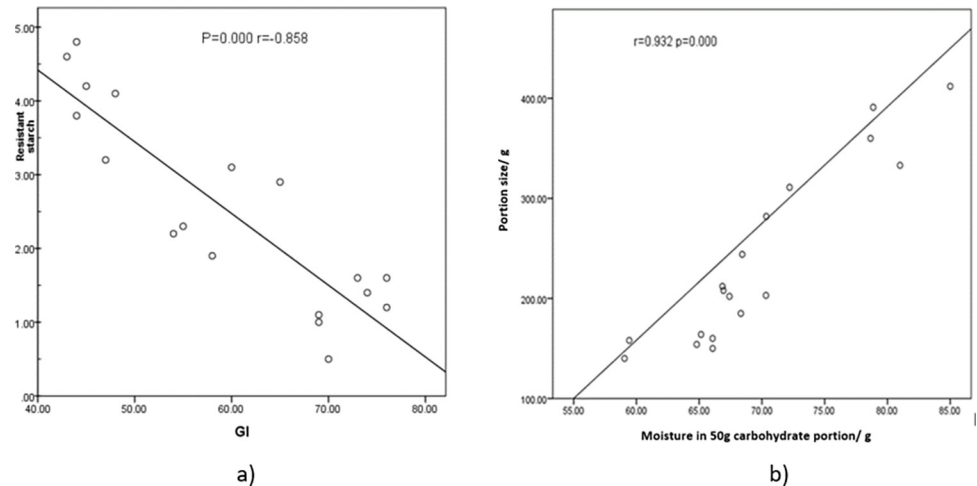 P=0.000 r=-0.858
5.00
4.00
3.00
2.00
1.00
.00
Resistant
starch
40.00 50.00 60.00 70.00 80.00
GI
a)
r=0.932 p=0.000
400.00
300.00
200.00
100.00
Portion size/ g
55.00 60.00 65.00 70.00 75.00 80.00 85.00
Moisture in 50g carbohydrate portion/ g
b)